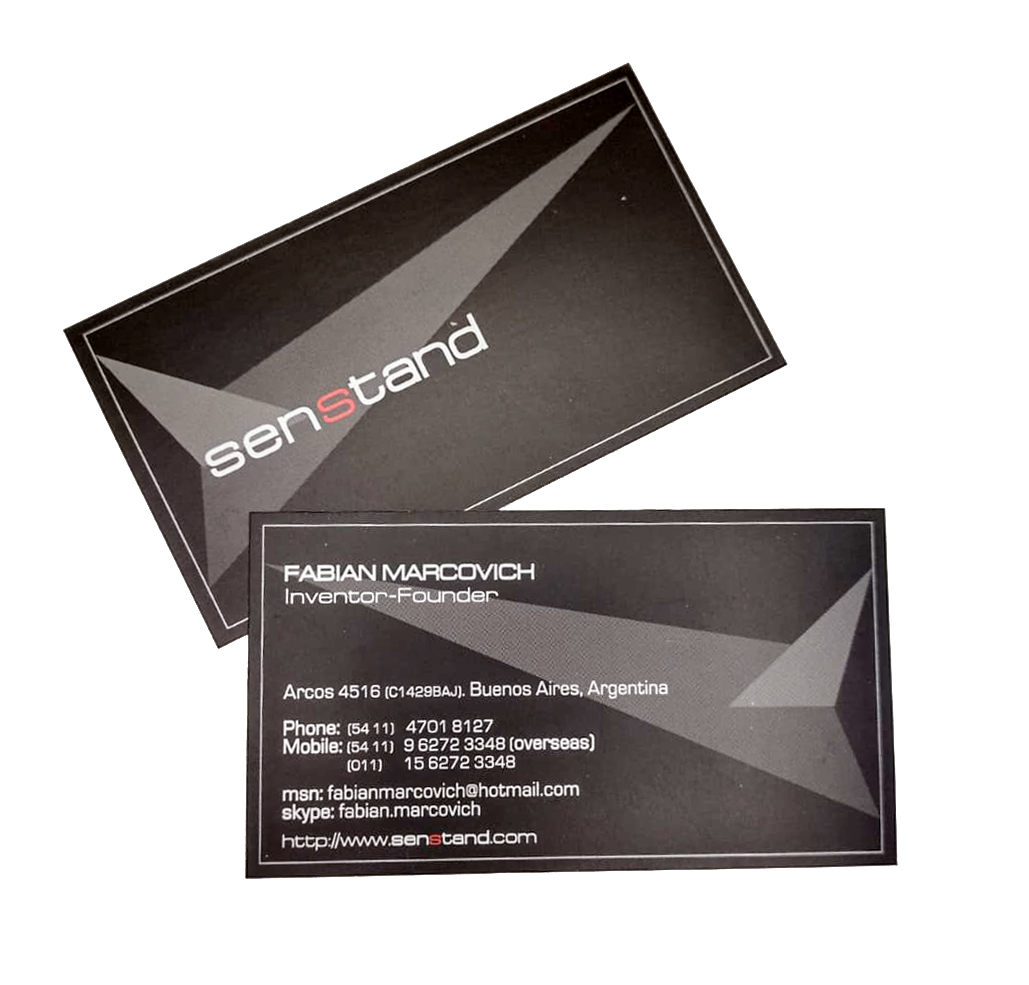 senstand
FABIAN MARCOVICH
Inventor-Founder
Arcos 4516 (C1429BAJ). Buenos Aires, Argentina
Phone: (54 11) 4701 8127
Mobile: (54 11) 9 6272 3348 (overseas)
(011) 15 6272 3348
msn: fabianmarcovich@hotmail.com
skype: fabian.marcovich
http://www.senstand.com